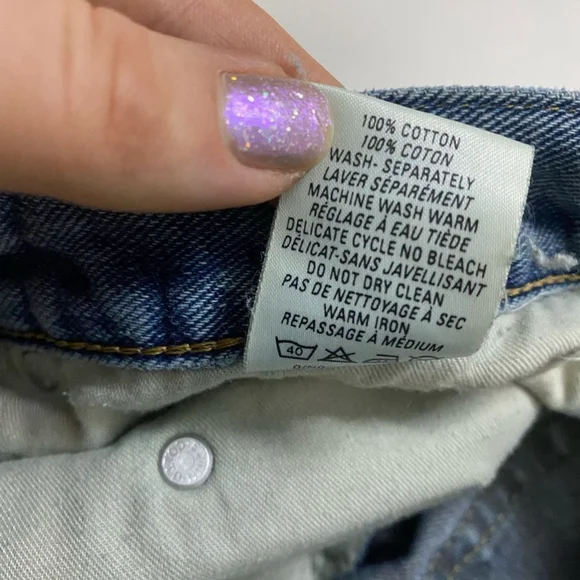 100% COTTON
100% COTON
WASH- SEPARATELY
LAVER SÉPARÉMENT
MACHINE WASH WARM
RÉGLAGE À EAU TIÈDE
DELICATE CYCLE NO BLEACH
DÉLICAT-SANS JAVELLISANT
DO NOT DRY CLEAN
PAS DE NETTOYAGE À SEC
WARM IRON
REPASSAGE À MÉDIUM
40